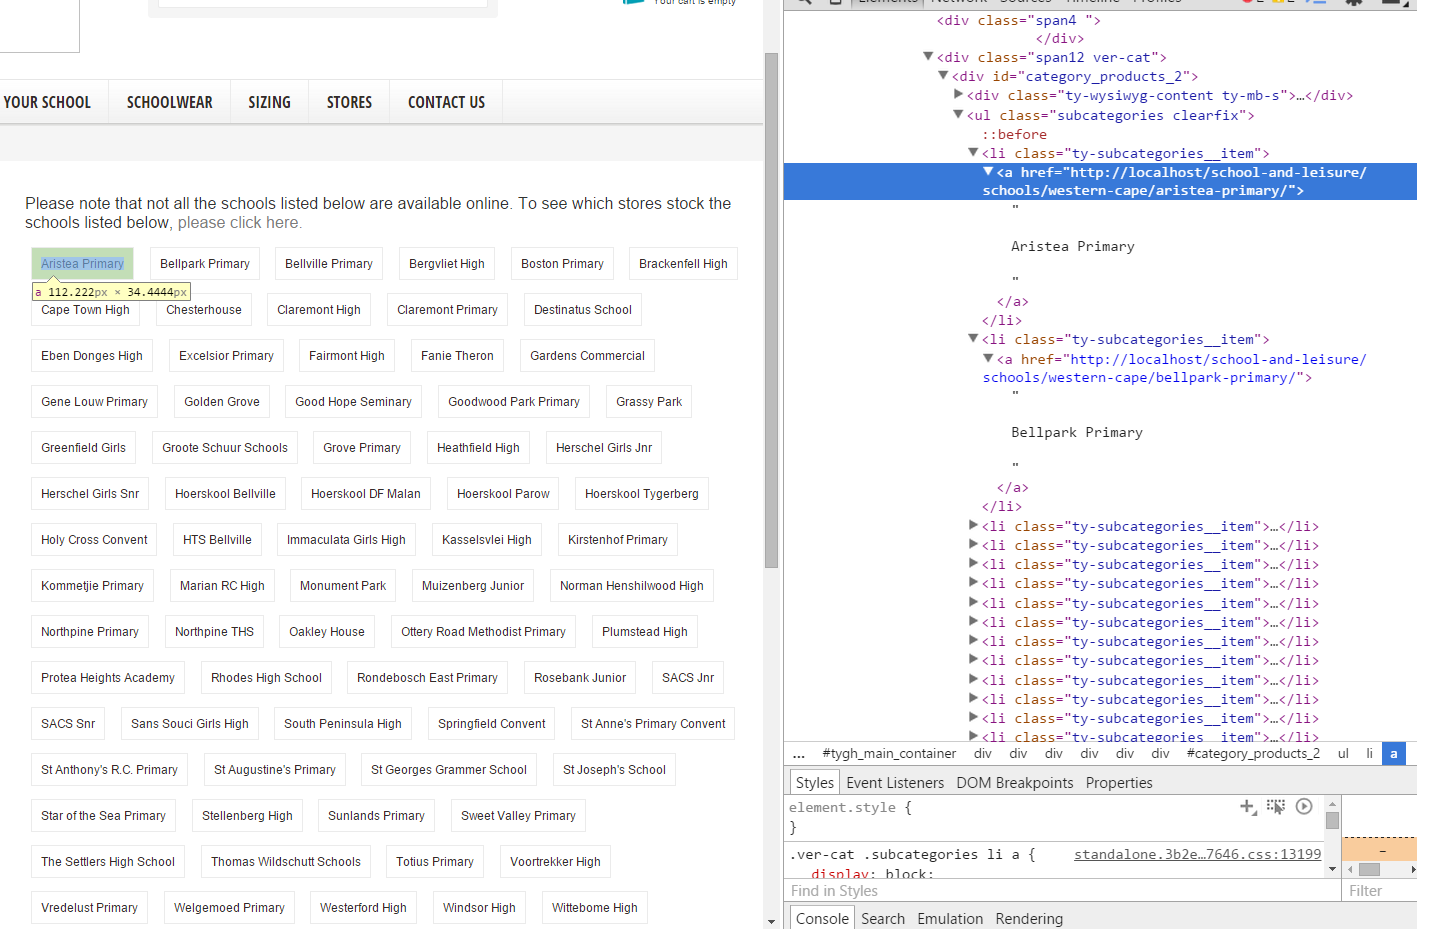 Your cart is empty
YOUR SCHOOL SCHOOLWEAR SIZING STORES CONTACT US
Please note that not all the schools listed below are available online. To see which stores stock the
schools listed below, please click here.
Aristea Primary Bellpark Primary Bellville Primary Bergvliet High Boston Primary Brackenfell High
a 112.222px × 34.4444px
Cape Town High Chesterhouse Claremont High Claremont Primary Destinatus School
Eben Donges High Excelsior Primary Fairmont High Fanie Theron Gardens Commercial
Gene Louw Primary Golden Grove Good Hope Seminary Goodwood Park Primary Grassy Park
Greenfield Girls Groote Schuur Schools Grove Primary Heathfield High Herschel Girls Jnr
Herschel Girls Snr Hoerskool Bellville Hoerskool DF Malan Hoerskool Parow Hoerskool Tygerberg
Holy Cross Convent HTS Bellville Immaculata Girls High Kasselsvlei High Kirstenhof Primary
Kommetjie Primary Marian RC High Monument Park Muizenberg Junior Norman Henshilwood High
Northpine Primary Northpine THS Oakley House Ottery Road Methodist Primary Plumstead High
Protea Heights Academy Rhodes High School Rondebosch East Primary Rosebank Junior SACS Jnr
SACS Snr Sans Souci Girls High South Peninsula High Springfield Convent St Anne's Primary Convent
St Anthony's R.C. Primary St Augustine's Primary St Georges Grammer School St Joseph's School
Star of the Sea Primary Stellenberg High Sunlands Primary Sweet Valley Primary
The Settlers High School Thomas Wildschutt Schools Totius Primary Voortrekker High
Vredelust Primary Welgemoed Primary Westerford High Windsor High Wittebome High
Elements Network Sources Timeline Profiles
<div class="span4 ">
</div>
<div class="span12 ver-cat">
<div id="category_products_2">
<div class="ty-wysiwyg-content ty-mb-s">…</div>
<ul class="subcategories clearfix">
::before
<li class="ty-subcategories__item">
<a href="http://localhost/school-and-leisure/
schools/western-cape/aristea-primary/">
"
Aristea Primary
"
</a>
</li>
<li class="ty-subcategories__item">
<a href="http://localhost/school-and-leisure/
schools/western-cape/bellpark-primary/">
"
Bellpark Primary
"
</a>
</li>
<li class="ty-subcategories__item">…</li>
<li class="ty-subcategories__item">…</li>
<li class="ty-subcategories__item">…</li>
<li class="ty-subcategories__item">…</li>
<li class="ty-subcategories__item">…</li>
<li class="ty-subcategories__item">…</li>
<li class="ty-subcategories__item">…</li>
<li class="ty-subcategories__item">…</li>
<li class="ty-subcategories__item">…</li>
<li class="ty-subcategories__item">…</li>
<li class="ty-subcategories__item">…</li>
<li class="ty-subcategories__item">…</li>
... #tygh_main_container div div div div div div #category_products_2 ul li a
Styles Event Listeners DOM Breakpoints Properties
element.style {
}
.ver-cat .subcategories li a { standalone.3b2e…7646.css:13199
display: block;
–
Find in Styles Filter
Console Search Emulation Rendering